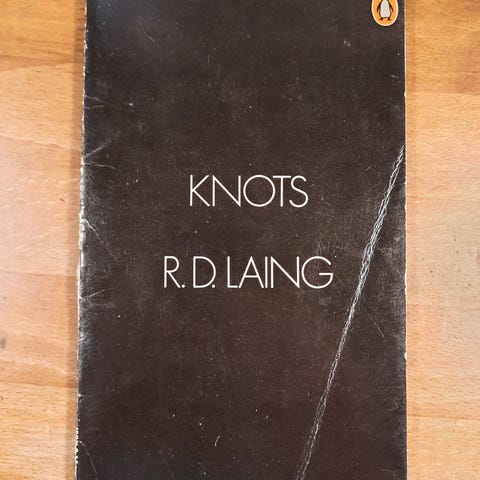 KNOTS
R. D. LAING